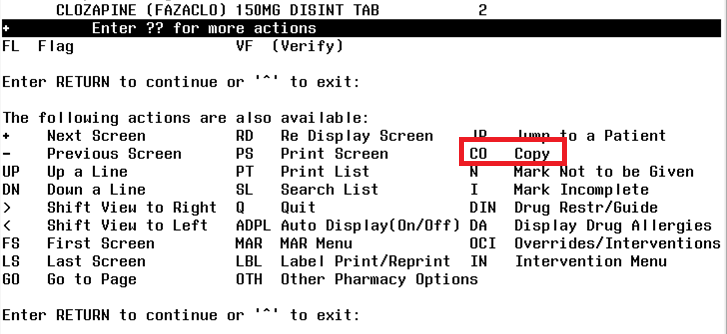 CLOZAPINE (FAZACLO) 150MG DISINT TAB 2
+ Enter ?? for more actions
FL Flag VF (Verify)
Enter RETURN to continue or '^' to exit:
The following actions are also available:
+ Next Screen RD Re Display Screen JP Jump to a Patient
- Previous Screen PS Print Screen CO Copy
UP Up a Line PT Print List N Mark Not to be Given
DN Down a Line SL Search List I Mark Incomplete
> Shift View to Right Q Quit DIN Drug Restr/Guide
< Shift View to Left ADPL Auto Display(On/Off) DA Display Drug Allergies
FS First Screen MAR MAR Menu OCI Overrides/Interventions
LS Last Screen LBL Label Print/Reprint IN Intervention Menu
GO Go to Page OTH Other Pharmacy Options
Enter RETURN to continue or '^' to exit: